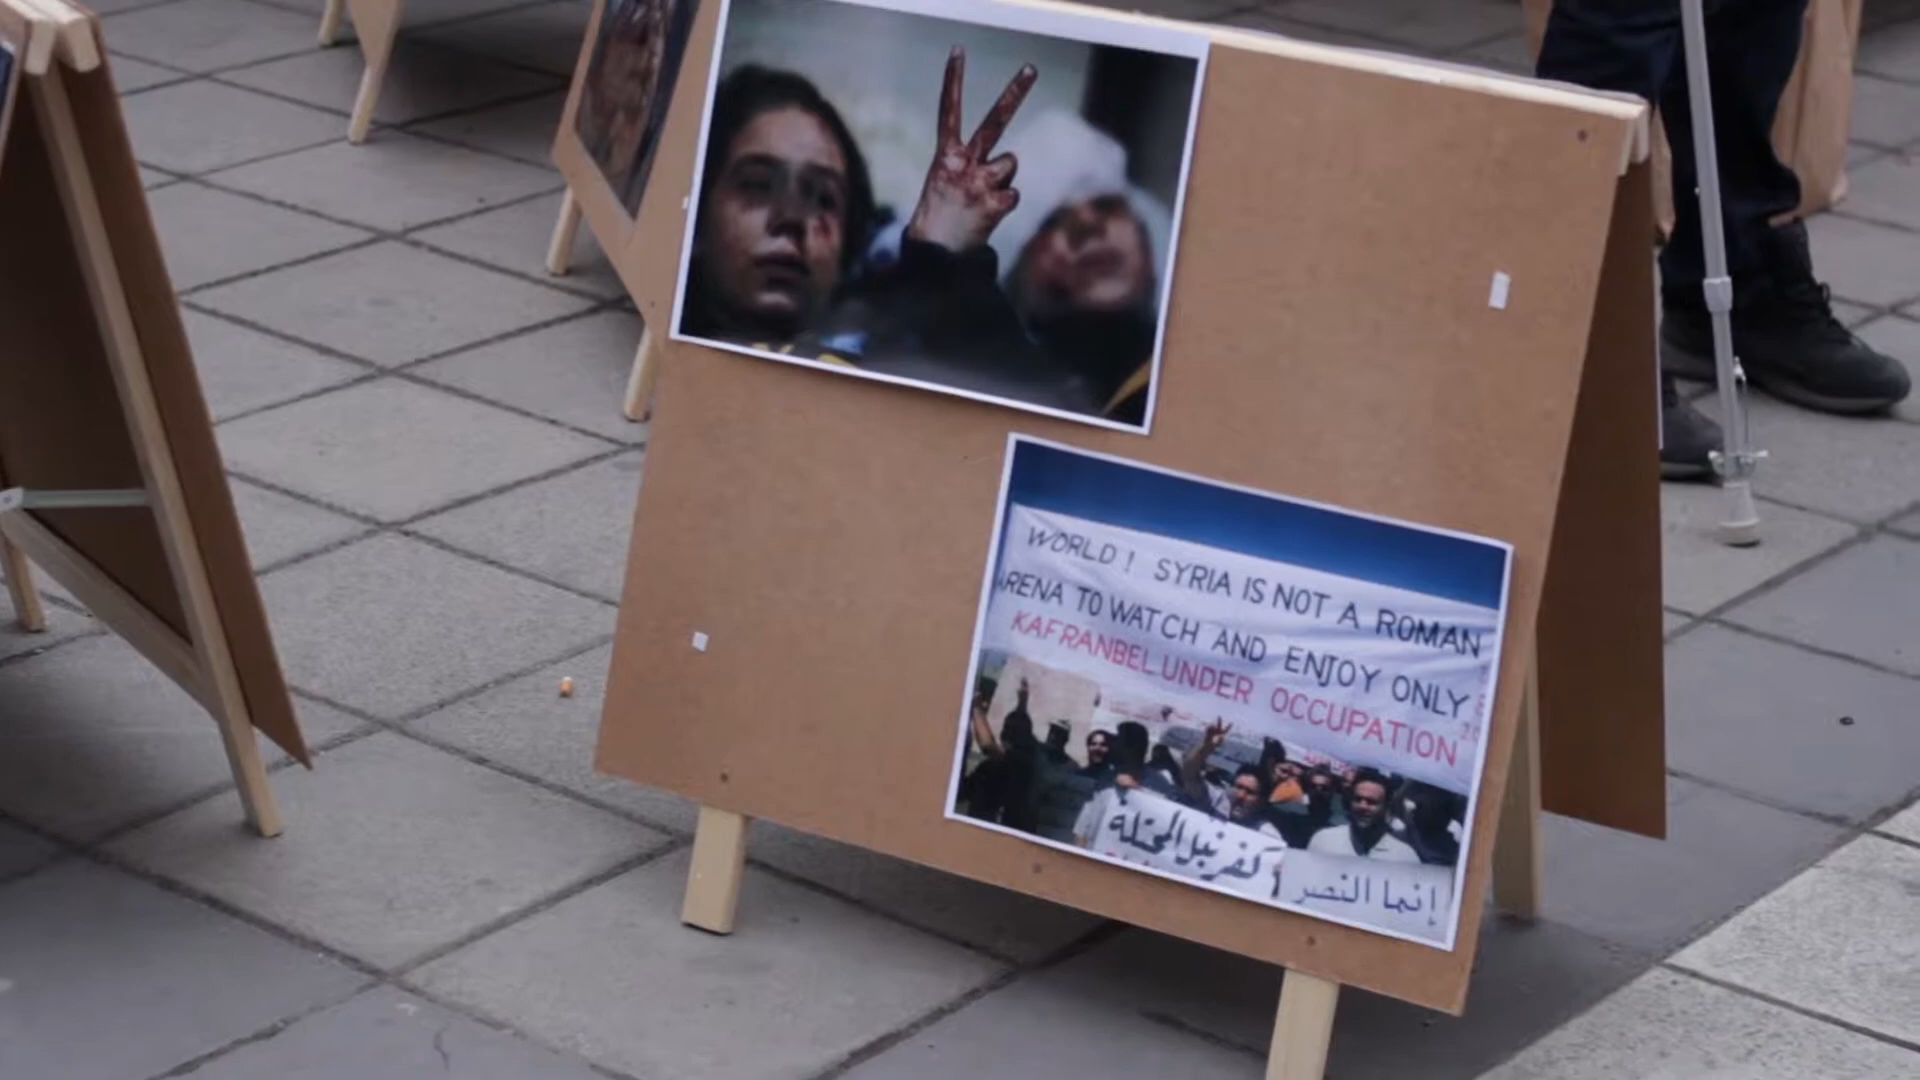 WORLD! SYRIA IS NOT A ROMAN
ARENA TO WATCH AND ENJOY ONLY
KAFRANBEL UNDER OCCUPATION
كفرنبل المحتلة
إنما النصر